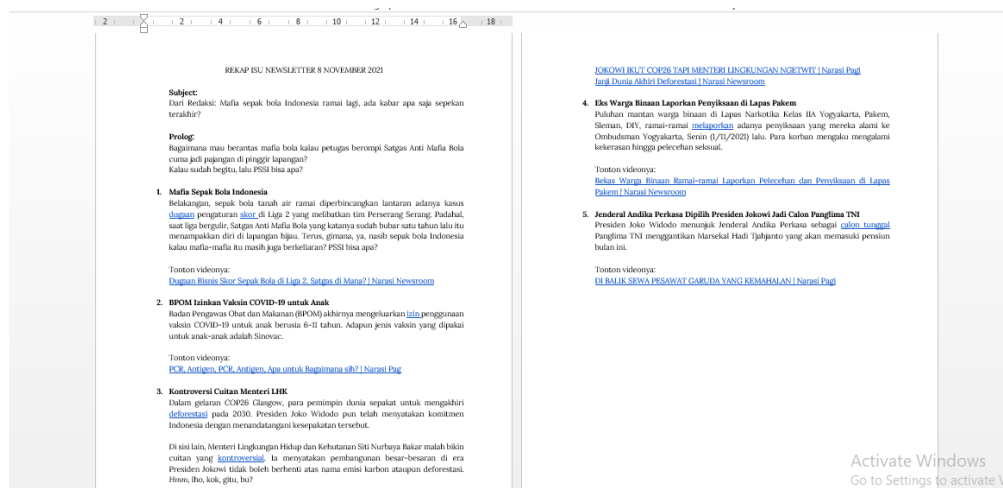 2 2 4 6 8 10 12 14 16 18
REKAP ISU NEWSLETTER 8 NOVEMBER 2021
Subject:
Dari Redaksi: Mafia sepak bola Indonesia ramai lagi, ada kabar apa saja sepekan
terakhir?
Prolog:
Bagaimana mau berantas mafia bola kalau petugas berompi Satgas Anti Mafia Bola
cuma jadi pajangan di pinggir lapangan?
Kalau sudah begitu, lalu PSSI bisa apa?
1. Mafia Sepak Bola Indonesia
Belakangan, sepak bola tanah air ramai diperbincangkan lantaran adanya kasus
dugaan pengaturan skor di Liga 2 yang melibatkan tim Perserang Serang. Padahal,
saat liga bergulir, Satgas Anti Mafia Bola yang katanya sudah bubar satu tahun lalu itu
menampakkan diri di lapangan hijau. Terus, gimana, ya, nasib sepak bola Indonesia
kalau mafia-mafia itu masih juga berkeliaran? PSSI bisa apa?
Tonton videonya:
Dugaan Bisnis Skor Sepak Bola di Liga 2, Satgas di Mana? | Narasi Newsroom
2. BPOM Izinkan Vaksin COVID-19 untuk Anak
Badan Pengawas Obat dan Makanan (BPOM) akhirnya mengeluarkan izin penggunaan
vaksin COVID-19 untuk anak berusia 6-11 tahun. Adapun jenis vaksin yang dipakai
untuk anak-anak adalah Sinovac.
Tonton videonya:
PCR, Antigen, PCR, Antigen, Apa untuk Bagaimana sih? | Narasi Pag
3. Kontroversi Cuitan Menteri LHK
Dalam gelaran COP26 Glasgow, para pemimpin dunia sepakat untuk mengakhiri
deforestasi pada 2030. Presiden Joko Widodo pun telah menyatakan komitmen
Indonesia dengan menandatangani kesepakatan tersebut.
Di sisi lain, Menteri Lingkungan Hidup dan Kehutanan Siti Nurbaya Bakar malah bikin
cuitan yang kontroversial. Ia menyatakan pembangunan besar-besaran di era
Presiden Jokowi tidak boleh berhenti atas nama emisi karbon ataupun deforestasi.
Hmm, lho, kok, gitu, bu?
JOKOWI IKUT COP26 TAPI MENTERI LINGKUNGAN NGETWIT | Narasi Pagi
Janji Dunia Akhiri Deforestasi | Narasi Newsroom
4. Eks Warga Binaan Laporkan Penyiksaan di Lapas Pakem
Puluhan mantan warga binaan di Lapas Narkotika Kelas IIA Yogyakarta, Pakem,
Sleman, DIY, ramai-ramai melaporkan adanya penyiksaan yang mereka alami ke
Ombudsman Yogyakarta, Senin (1/11/2021) lalu. Para korban mengaku mengalami
kekerasan hingga pelecehan seksual.
Tonton videonya:
Bekas Warga Binaan Ramai-ramai Laporkan Pelecehan dan Penyiksaan di Lapas
Pakem | Narasi Newsroom
5. Jenderal Andika Perkasa Dipilih Presiden Jokowi Jadi Calon Panglima TNI
Presiden Joko Widodo menunjuk Jenderal Andika Perkasa sebagai calon tunggal
Panglima TNI menggantikan Marsekal Hadi Tjahjanto yang akan memasuki pensiun
bulan ini.
Tonton videonya:
DI BALIK SEWA PESAWAT GARUDA YANG KEMAHALAN | Narasi Pagi
Activate Windows
Go to Settings to activate